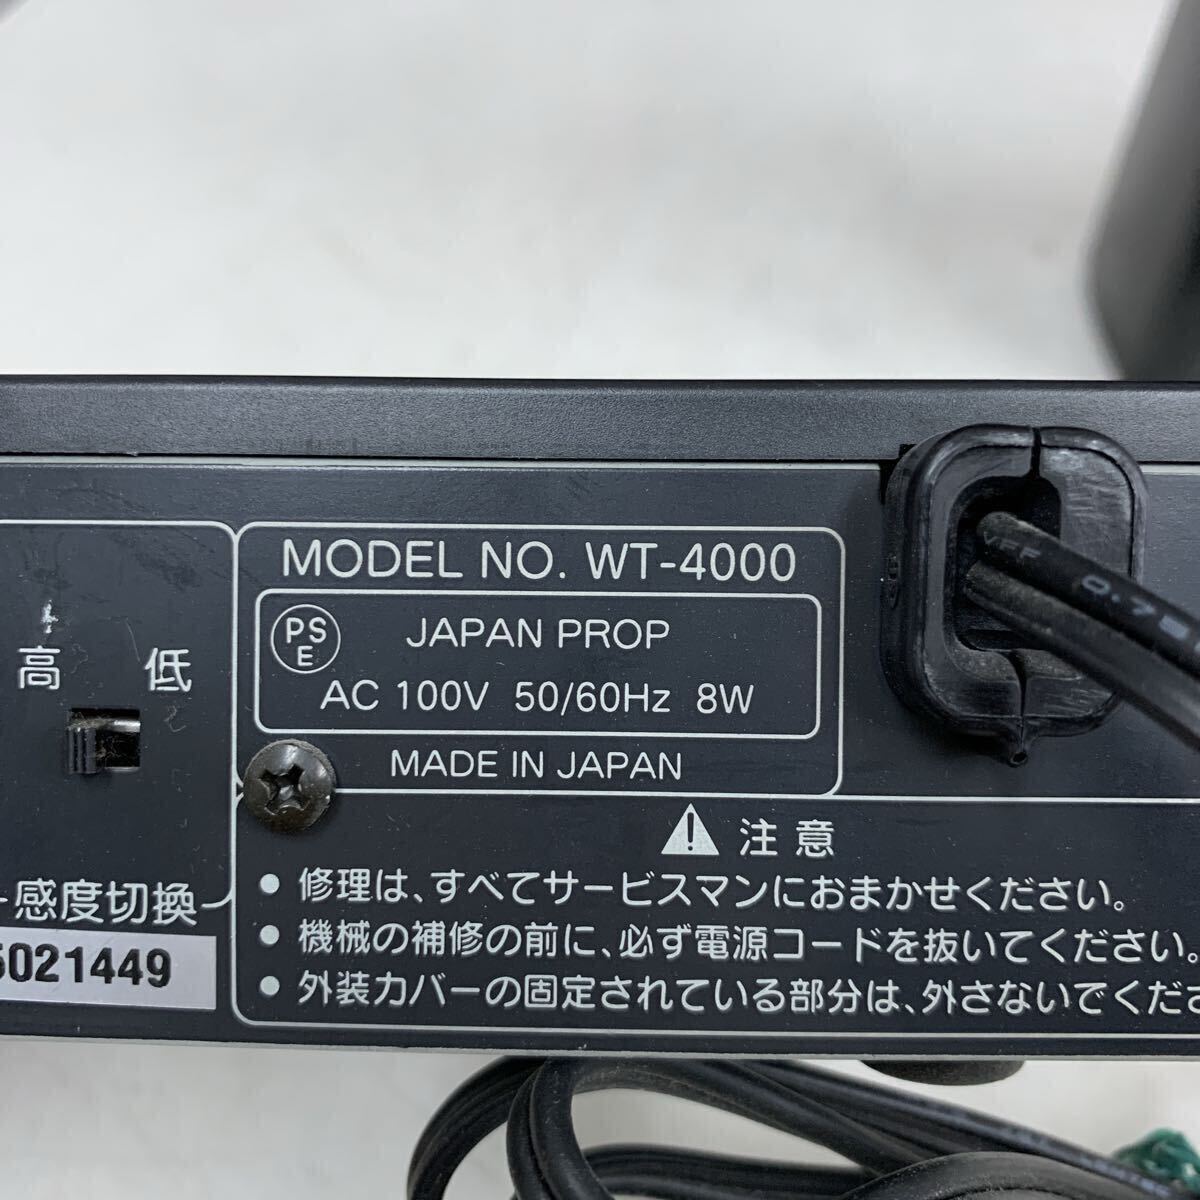 MODEL NO. WT-4000
PSE
JAPAN PROP
AC 100V 50/60Hz 8W
MADE IN JAPAN
高 低
感度切換
5021449
注意
● 修理は、すべてサービスマンにおまかせください。
● 機械の補修の前に、必ず電源コードを抜いてください。
● 外装カバーの固定されている部分は、外さないでくださ
VFF 0.75